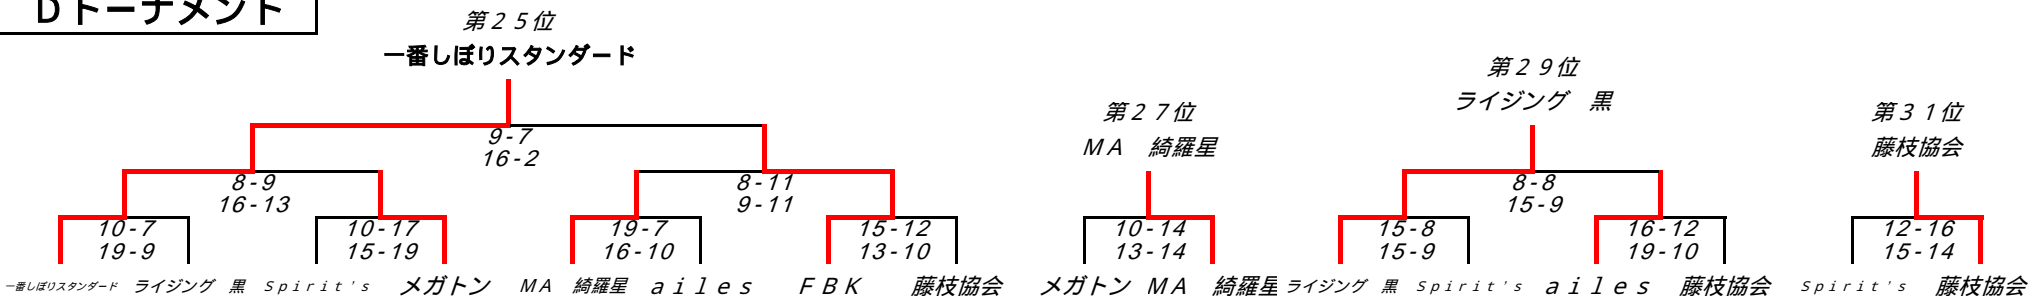 Dトーナメント
第２５位
一番しぼりスタンダード
第２９位
ライジング　黒
第２７位
ＭＡ　綺羅星
第３１位
藤枝協会
9-7
16-2
8-9
16-13
8-11
9-11
8-8
15-9
10-7
19-9
10-17
15-19
19-7
16-10
15-12
13-10
10-14
13-14
15-8
15-9
16-12
19-10
12-16
15-14
一番しぼりスタンダード　ライジング　黒　Ｓｐｉｒｉｔ'ｓ　メガトン　ＭＡ　綺羅星　ａｉｌｅｓ　ＦＢＫ　藤枝協会　メガトン　ＭＡ　綺羅星　ライジング　黒　Ｓｐｉｒｉｔ'ｓ　ａｉｌｅｓ　藤枝協会　Ｓｐｉｒｉｔ'ｓ　藤枝協会